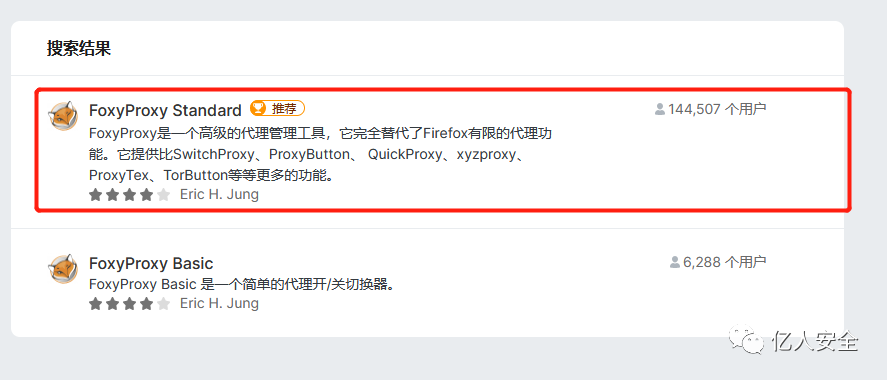 搜索结果
FoxyProxy Standard 推荐 144,507 个用户
FoxyProxy是一个高级的代理管理工具，它完全替代了Firefox有限的代理功
能。它提供比SwitchProxy、ProxyButton、 QuickProxy、xyzproxy、
ProxyTex、TorButton等等更多的功能。
Eric H. Jung
FoxyProxy Basic 6,288 个用户
FoxyProxy Basic 是一个简单的代理开/关切换器。
Eric H. Jung
亿人安全